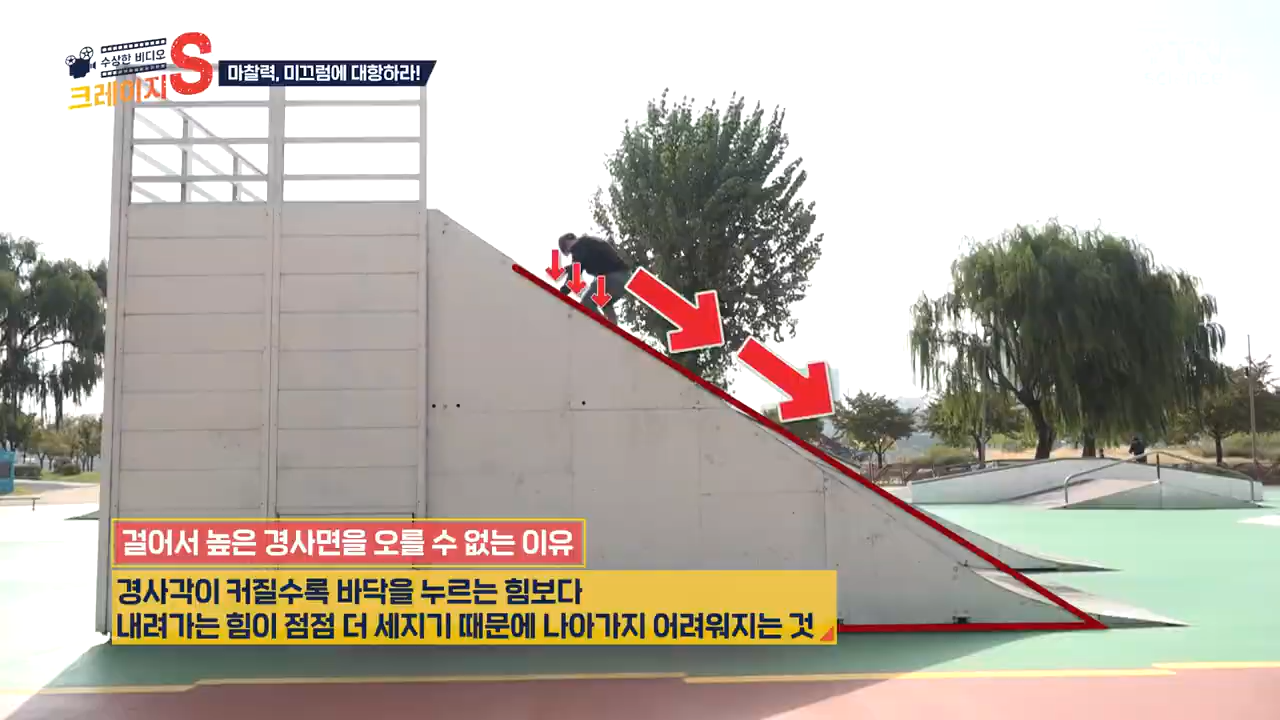 수상한 비디오
크레이지 S
마찰력, 미끄럼에 대항하라!
걸어서 높은 경사면을 오를 수 없는 이유
경사각이 커질수록 바닥을 누르는 힘보다
내려가는 힘이 점점 더 세지기 때문에 나아가지 어려워지는 것